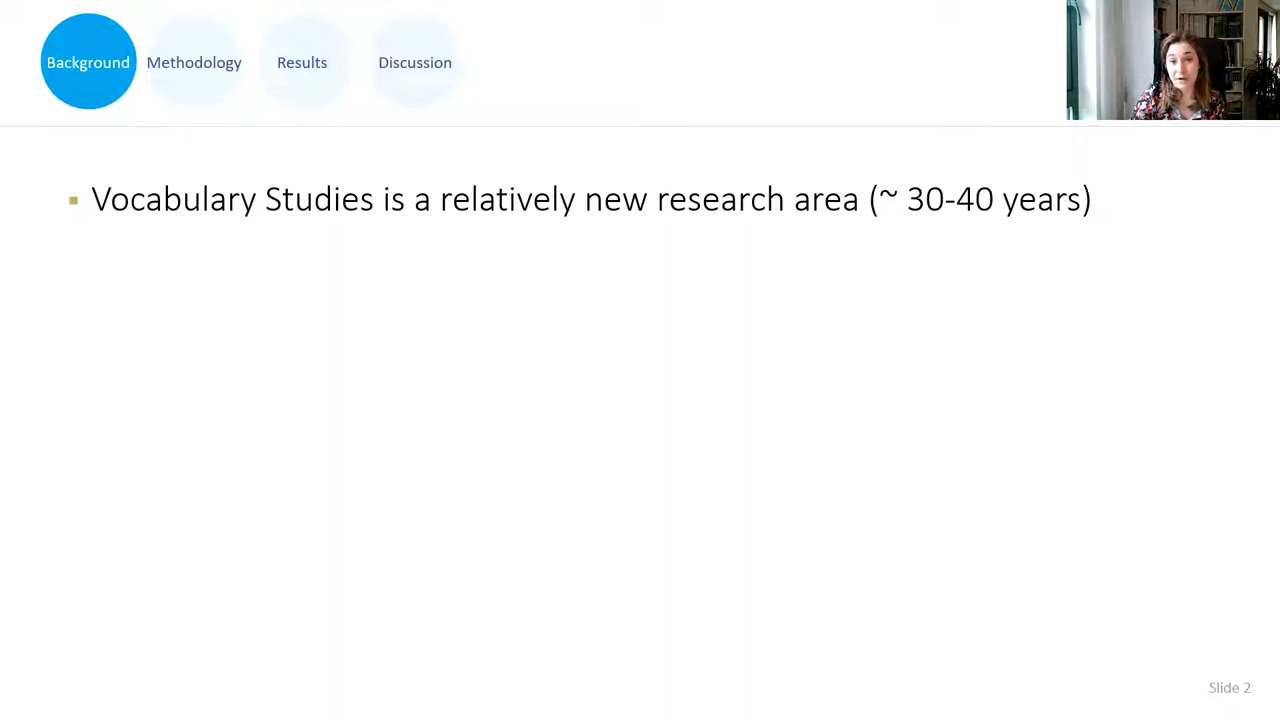 Background Methodology Results Discussion
▪ Vocabulary Studies is a relatively new research area (~ 30-40 years)
Slide 2